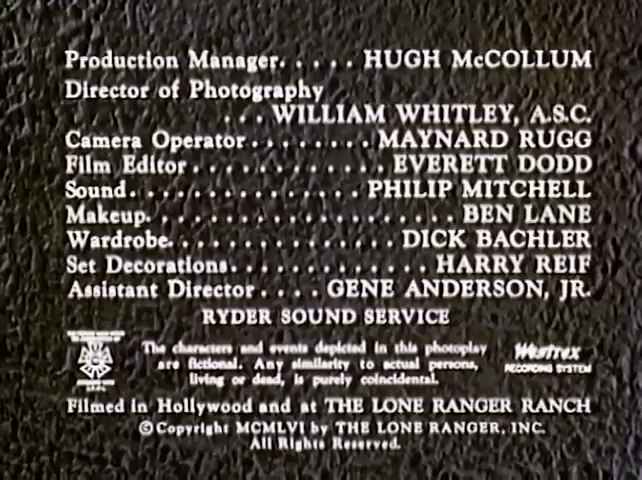 Production Manager. . . . . HUGH McCOLLUM
Director of Photography
. . . WILLIAM WHITLEY, A.S.C.
Camera Operator . . . . . . . . MAYNARD RUGG
Film Editor . . . . . . . . . . . . EVERETT DODD
Sound. . . . . . . . . . . . . . . PHILIP MITCHELL
Makeup. . . . . . . . . . . . . . . . . . . BEN LANE
Wardrobe. . . . . . . . . . . . . . DICK BACHLER
Set Decorations. . . . . . . . . . . . HARRY REIF
Assistant Director . . . . GENE ANDERSON, JR.
RYDER SOUND SERVICE
The characters and events depicted in this photoplay
are fictional. Any similarity to actual persons,
living or dead, is purely coincidental.
Westrex
RECORDING SYSTEM
Filmed in Hollywood and at THE LONE RANGER RANCH
© Copyright MCMLVI by THE LONE RANGER, INC.
All Rights Reserved.